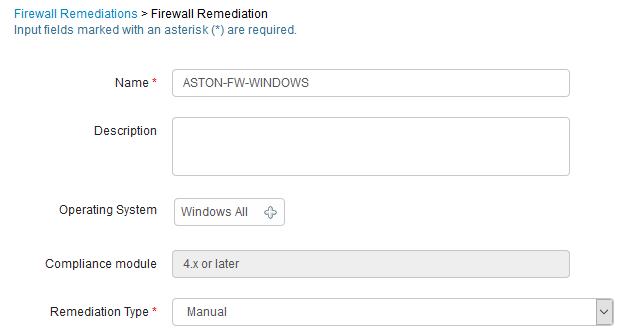 Firewall Remediations > Firewall Remediation
Input fields marked with an asterisk (*) are required.
Name * ASTON-FW-WINDOWS
Description
Operating System Windows All
Compliance module 4.x or later
Remediation Type * Manual